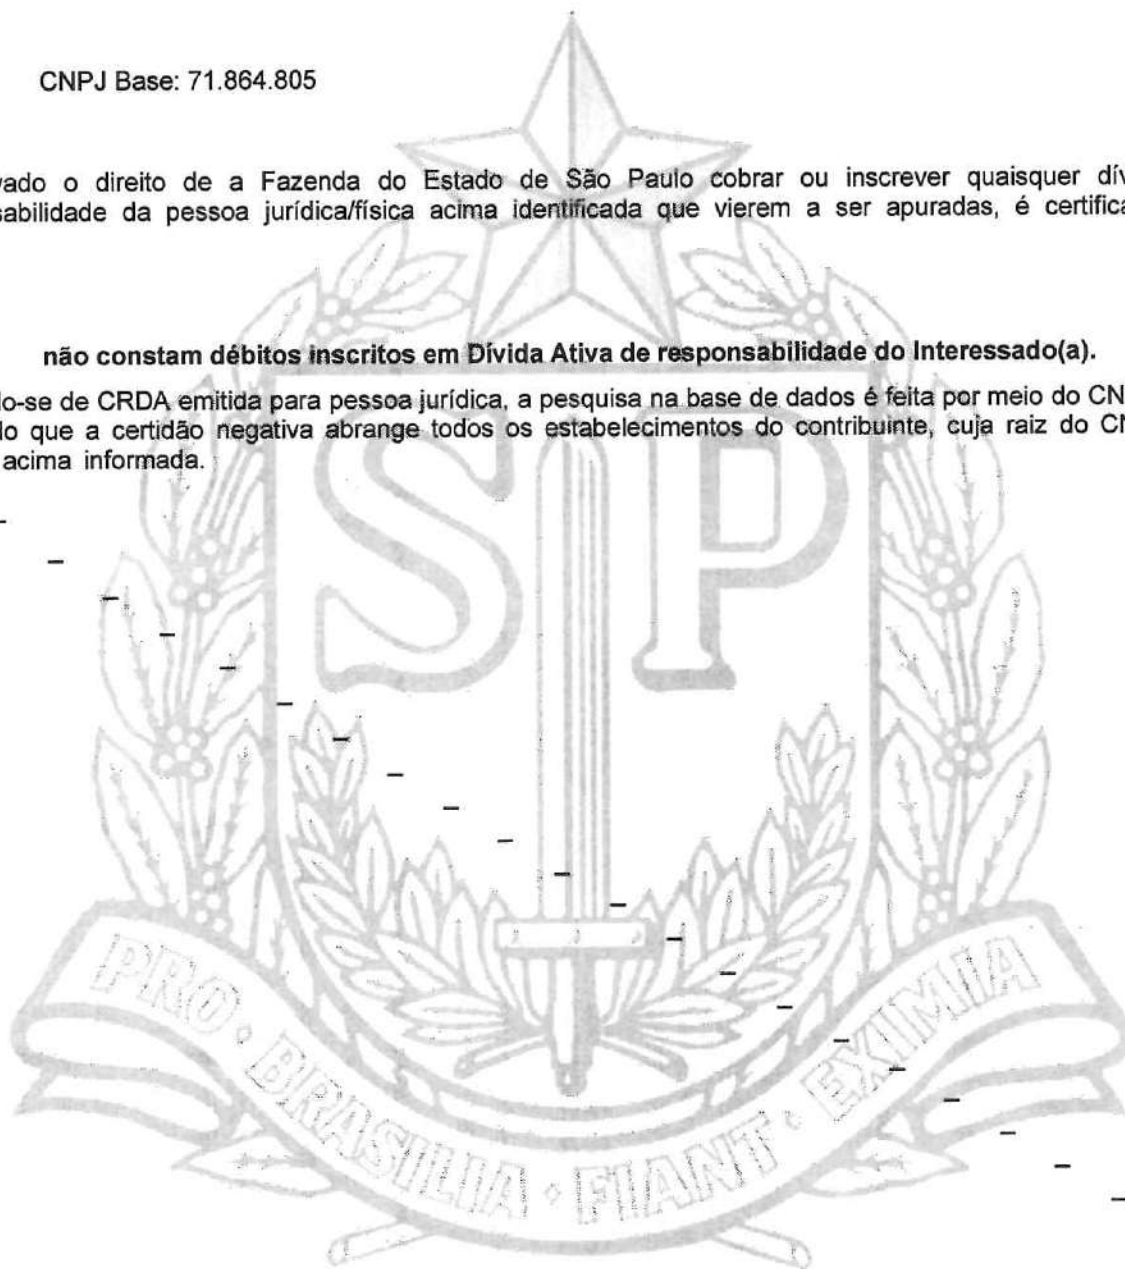 CNPJ Base: 71.864.805
vado o direito de a Fazenda do Estado de São Paulo cobrar ou inscrever quaisquer dív
sabilidade da pessoa jurídica/física acima identificada que vierem a ser apuradas, é certifica
não constam débitos inscritos em Dívida Ativa de responsabilidade do Interessado(a).
do-se de CRDA emitida para pessoa jurídica, a pesquisa na base de dados é feita por meio do CN
do que a certidão negativa abrange todos os estabelecimentos do contribuinte, cuja raiz do CN
acima informada.
SP
PRO BRASILIA FIANT EXIMIA